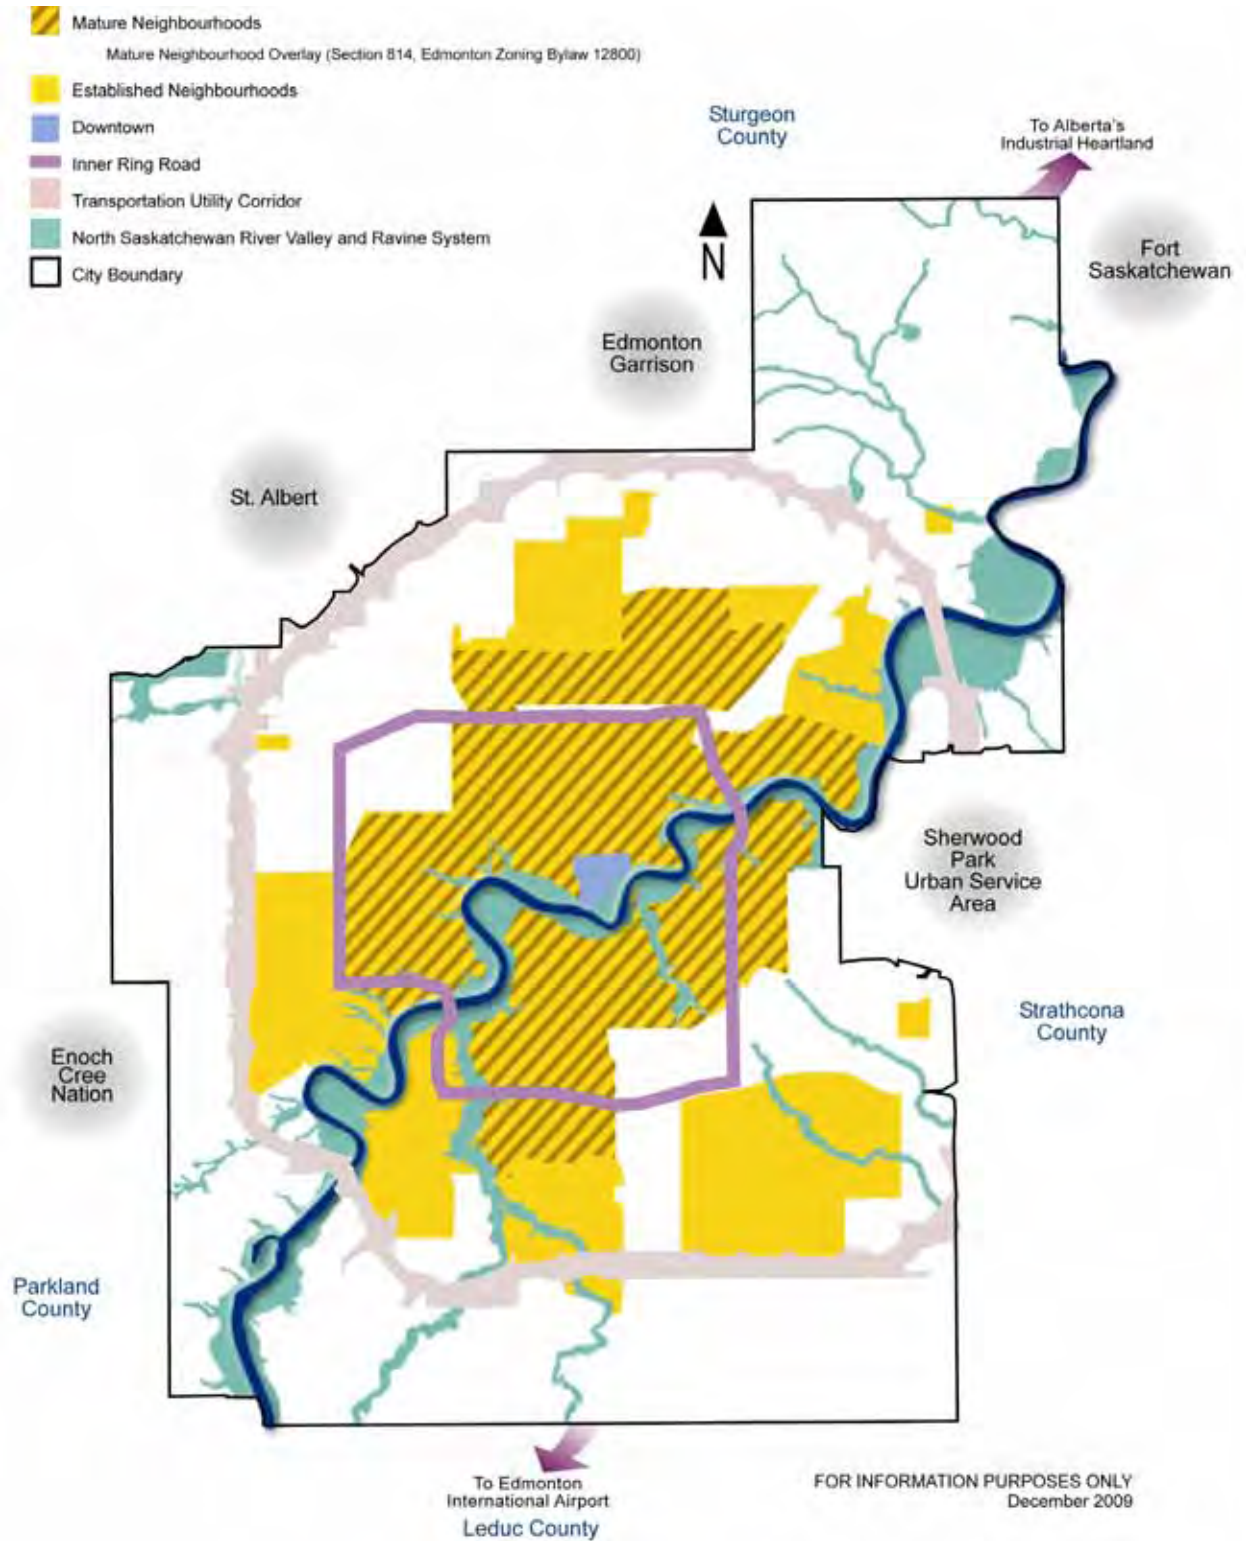 Mature Neighbourhoods
Mature Neighbourhood Overlay (Section 814, Edmonton Zoning Bylaw 12800)
Established Neighbourhoods
Downtown
Inner Ring Road
Transportation Utility Corridor
North Saskatchewan River Valley and Ravine System
City Boundary
Sturgeon
County
To Alberta's
Industrial Heartland
N
Fort
Saskatchewan
Edmonton
Garrison
St. Albert
Sherwood
Park
Urban Service
Area
Strathcona
County
Enoch
Cree
Nation
Parkland
County
To Edmonton
International Airport
Leduc County
FOR INFORMATION PURPOSES ONLY
December 2009